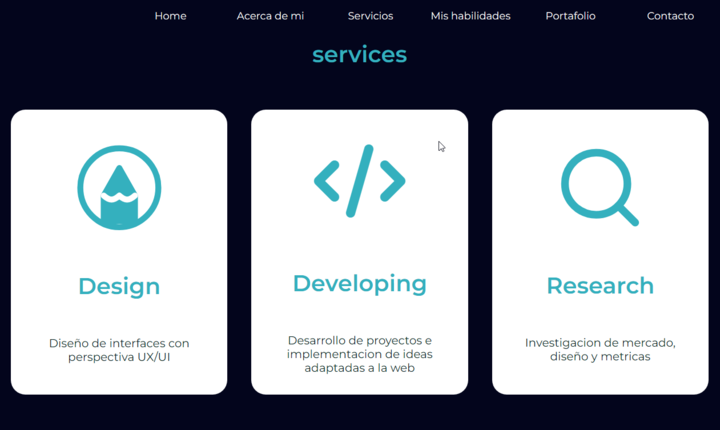 Home Acerca de mi Servicios Mis habilidades Portafolio Contacto
services
Design
Diseño de interfaces con
perspectiva UX/UI
Developing
Desarrollo de proyectos e
implementacion de ideas
adaptadas a la web
Research
Investigacion de mercado,
diseño y metricas